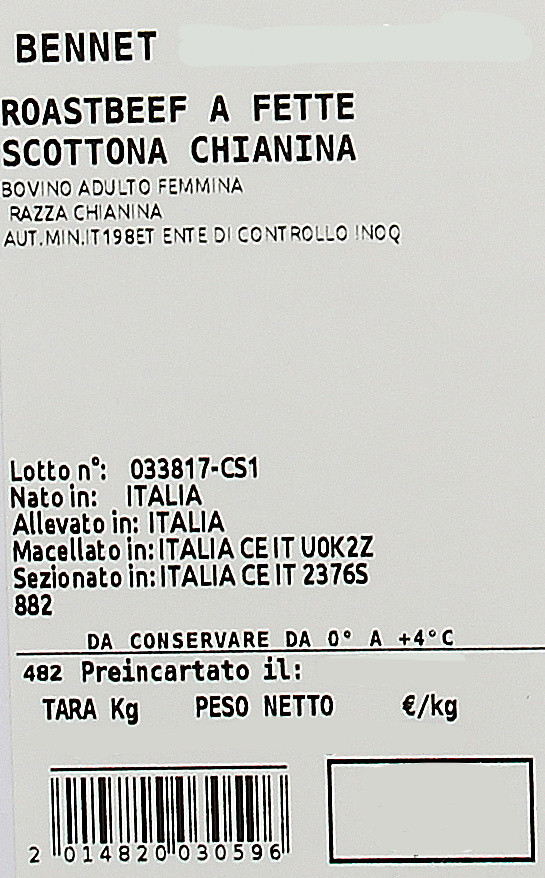 BENNET
ROASTBEEF A FETTE
SCOTTONA CHIANINA
BOVINO ADULTO FEMMINA
RAZZA CHIANINA
AUT.MIN.IT198ET ENTE DI CONTROLLO INOQ
Lotto n°: 033817-CS1
Nato in: ITALIA
Allevato in: ITALIA
Macellato in: ITALIA CE IT U0K2Z
Sezionato in: ITALIA CE IT 2376S
882
DA CONSERVARE DA 0° A +4°C
482 Preincartato il:
TARA Kg PESO NETTO €/kg
2 014820 030596